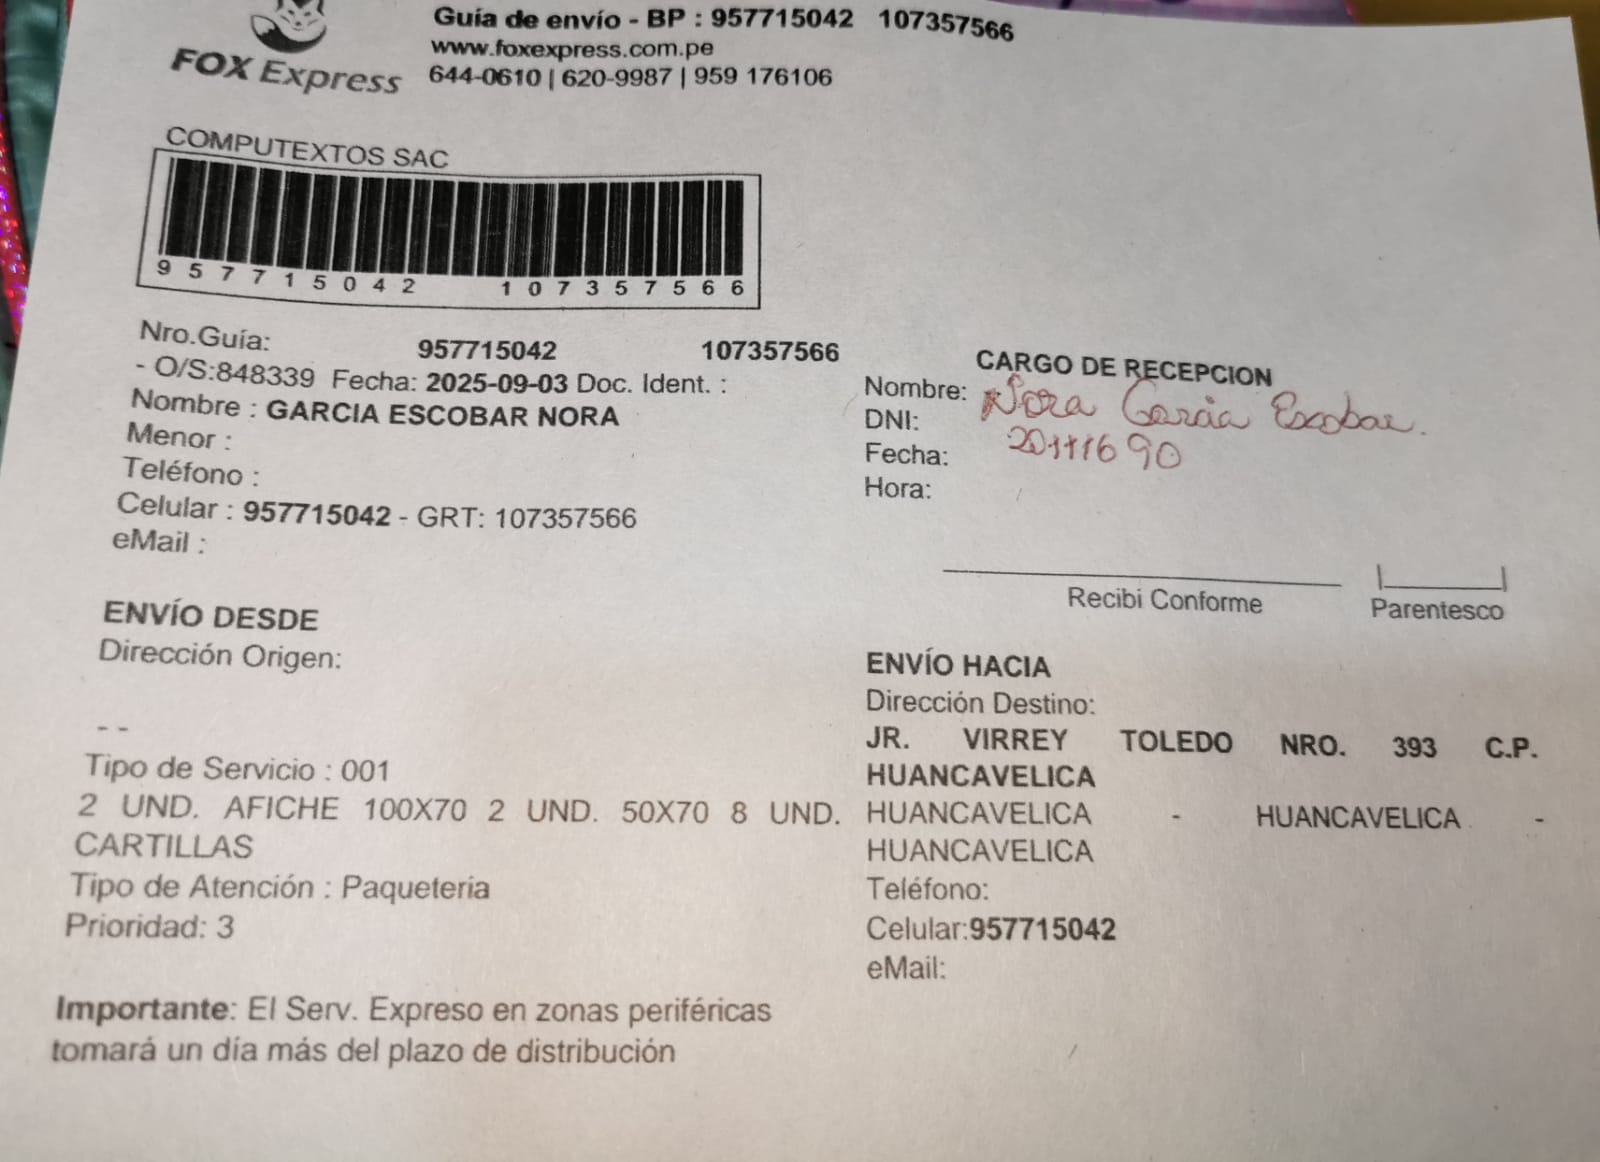 FOX Express
Guía de envío - BP : 957715042 107357566
www.foxexpress.com.pe
644-0610 | 620-9987 | 959 176106
COMPUTEXTOS SAC
957715042 107357566
Nro.Guía: 957715042 107357566
- O/S:848339 Fecha: 2025-09-03 Doc. Ident. :
Nombre : GARCIA ESCOBAR NORA
Menor :
Teléfono :
Celular : 957715042 - GRT: 107357566
eMail :
CARGO DE RECEPCION
Nombre: Nora Garcia Escobar.
DNI: 20111690
Fecha:
Hora:
Recibi Conforme
Parentesco
ENVÍO DESDE
Dirección Origen:
- -
Tipo de Servicio : 001
2 UND. AFICHE 100X70 2 UND. 50X70 8 UND.
CARTILLAS
Tipo de Atención : Paqueteria
Prioridad: 3
ENVÍO HACIA
Dirección Destino:
JR. VIRREY TOLEDO NRO. 393 C.P.
HUANCAVELICA
HUANCAVELICA - HUANCAVELICA -
HUANCAVELICA
Teléfono:
Celular:957715042
eMail:
Importante: El Serv. Expreso en zonas periféricas
tomará un día más del plazo de distribución